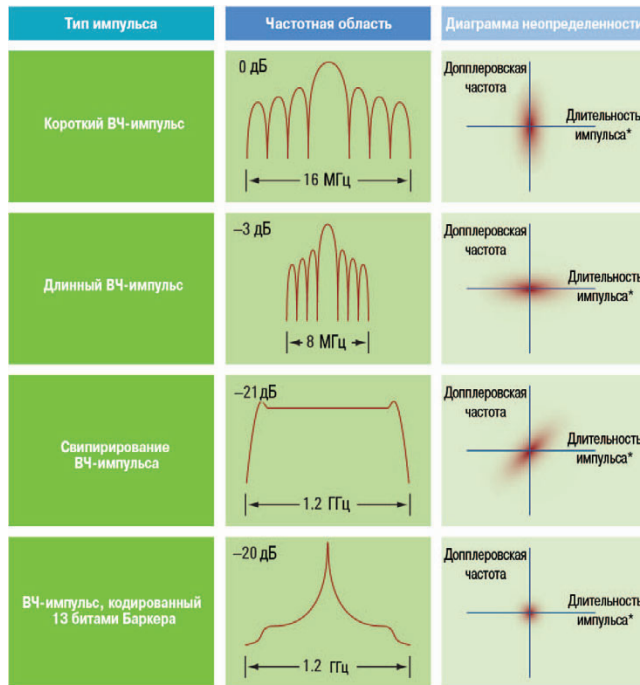 Тип импульса
Частотная область
Диаграмма неопределенности
Короткий ВЧ-импульс
0 дБ
16 МГц
Допплеровская
частота
Длительность
импульса*
Длинный ВЧ-импульс
–3 дБ
8 МГц
Допплеровская
частота
Длительность
импульса*
Свипирирование
ВЧ-импульса
–21 дБ
1.2 ГГц
Допплеровская
частота
Длительность
импульса*
ВЧ-импульс, кодированный
13 битами Баркера
–20 дБ
1.2 ГГц
Допплеровская
частота
Длительность
импульса*